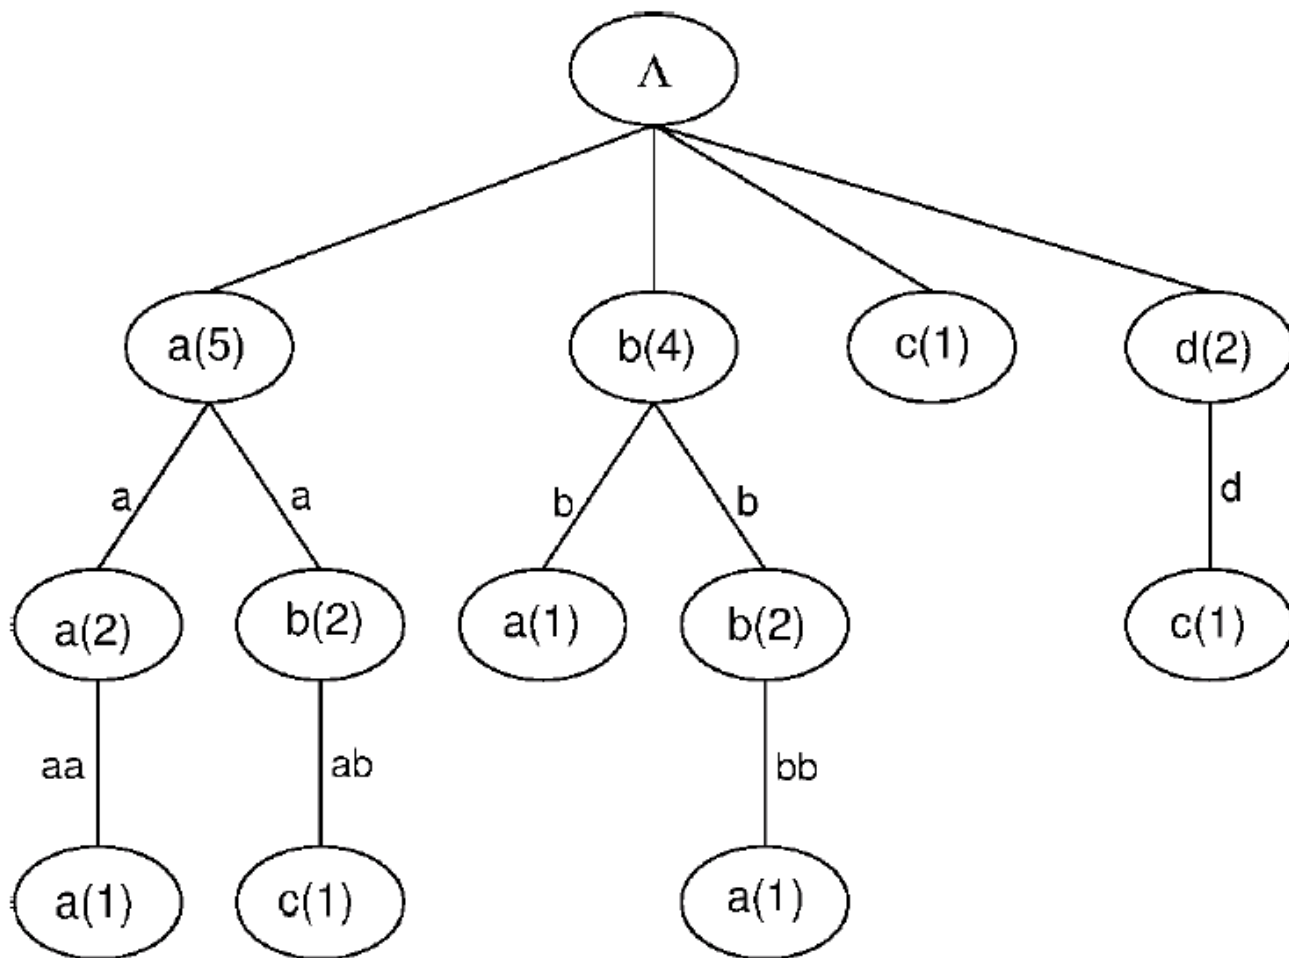 Λ
a(5) b(4) c(1) d(2)
a a b b d
a(2) b(2) a(1) b(2) c(1)
aa ab bb
a(1) c(1) a(1)